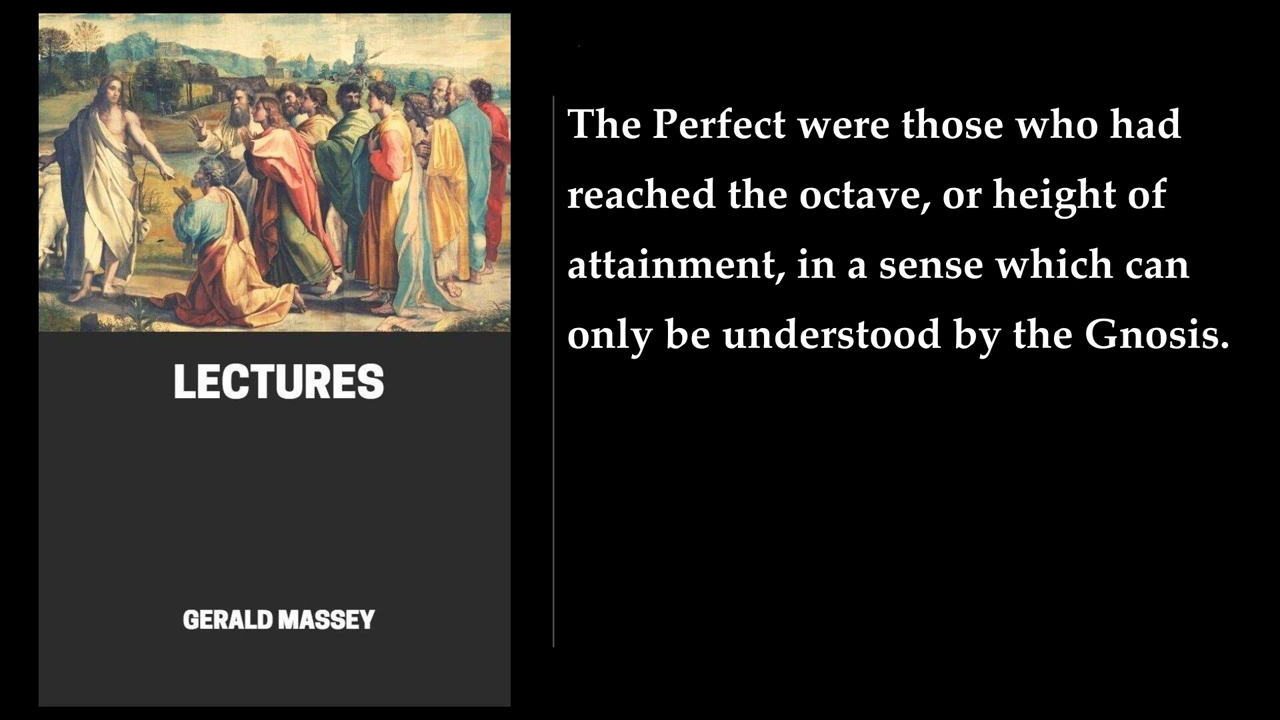 LECTURES
GERALD MASSEY
The Perfect were those who had
reached the octave, or height of
attainment, in a sense which can
only be understood by the Gnosis.